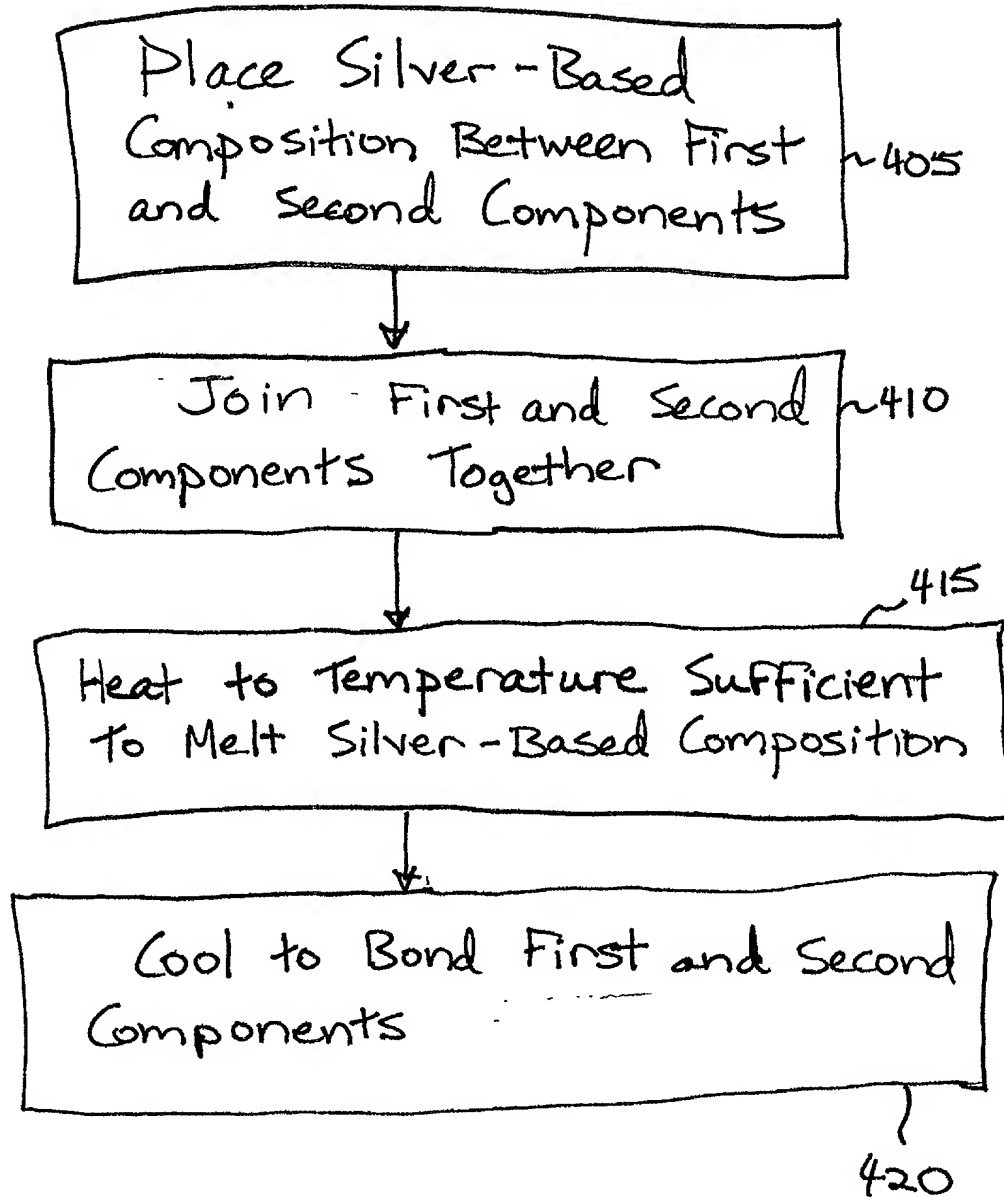 Place Silver-Based
Composition Between First
and Second Components
405
Join First and Second
Components Together
410
415
Heat to Temperature Sufficient
To Melt Silver-Based Composition
Cool to Bond First and Second
Components
420